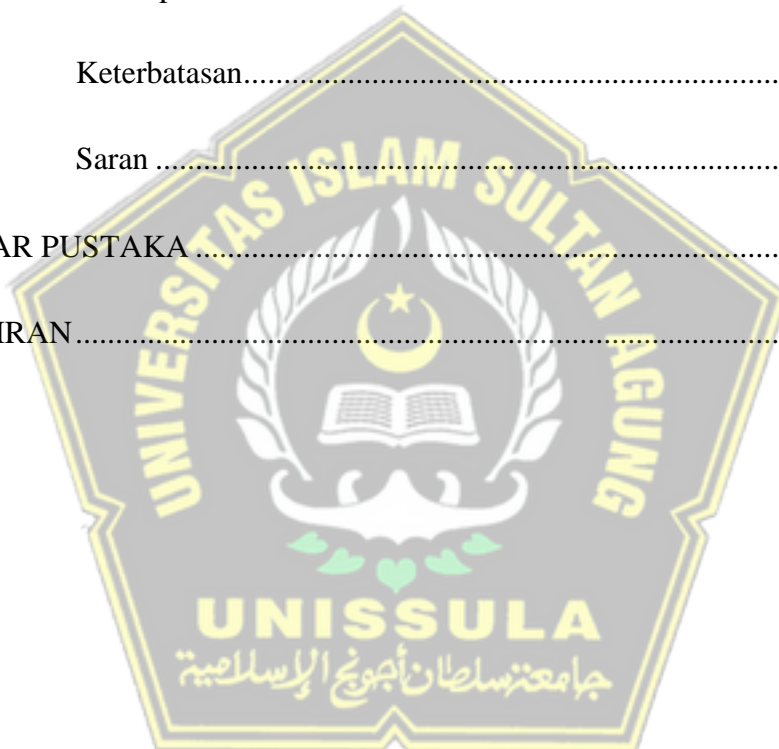 Keterbatasan
Saran
AR PUSTAKA
IRAN
UNIVERSITAS ISLAM SULTAN AGUNG
UNISSULA
جامعة سلطان أجونج الإسلامية